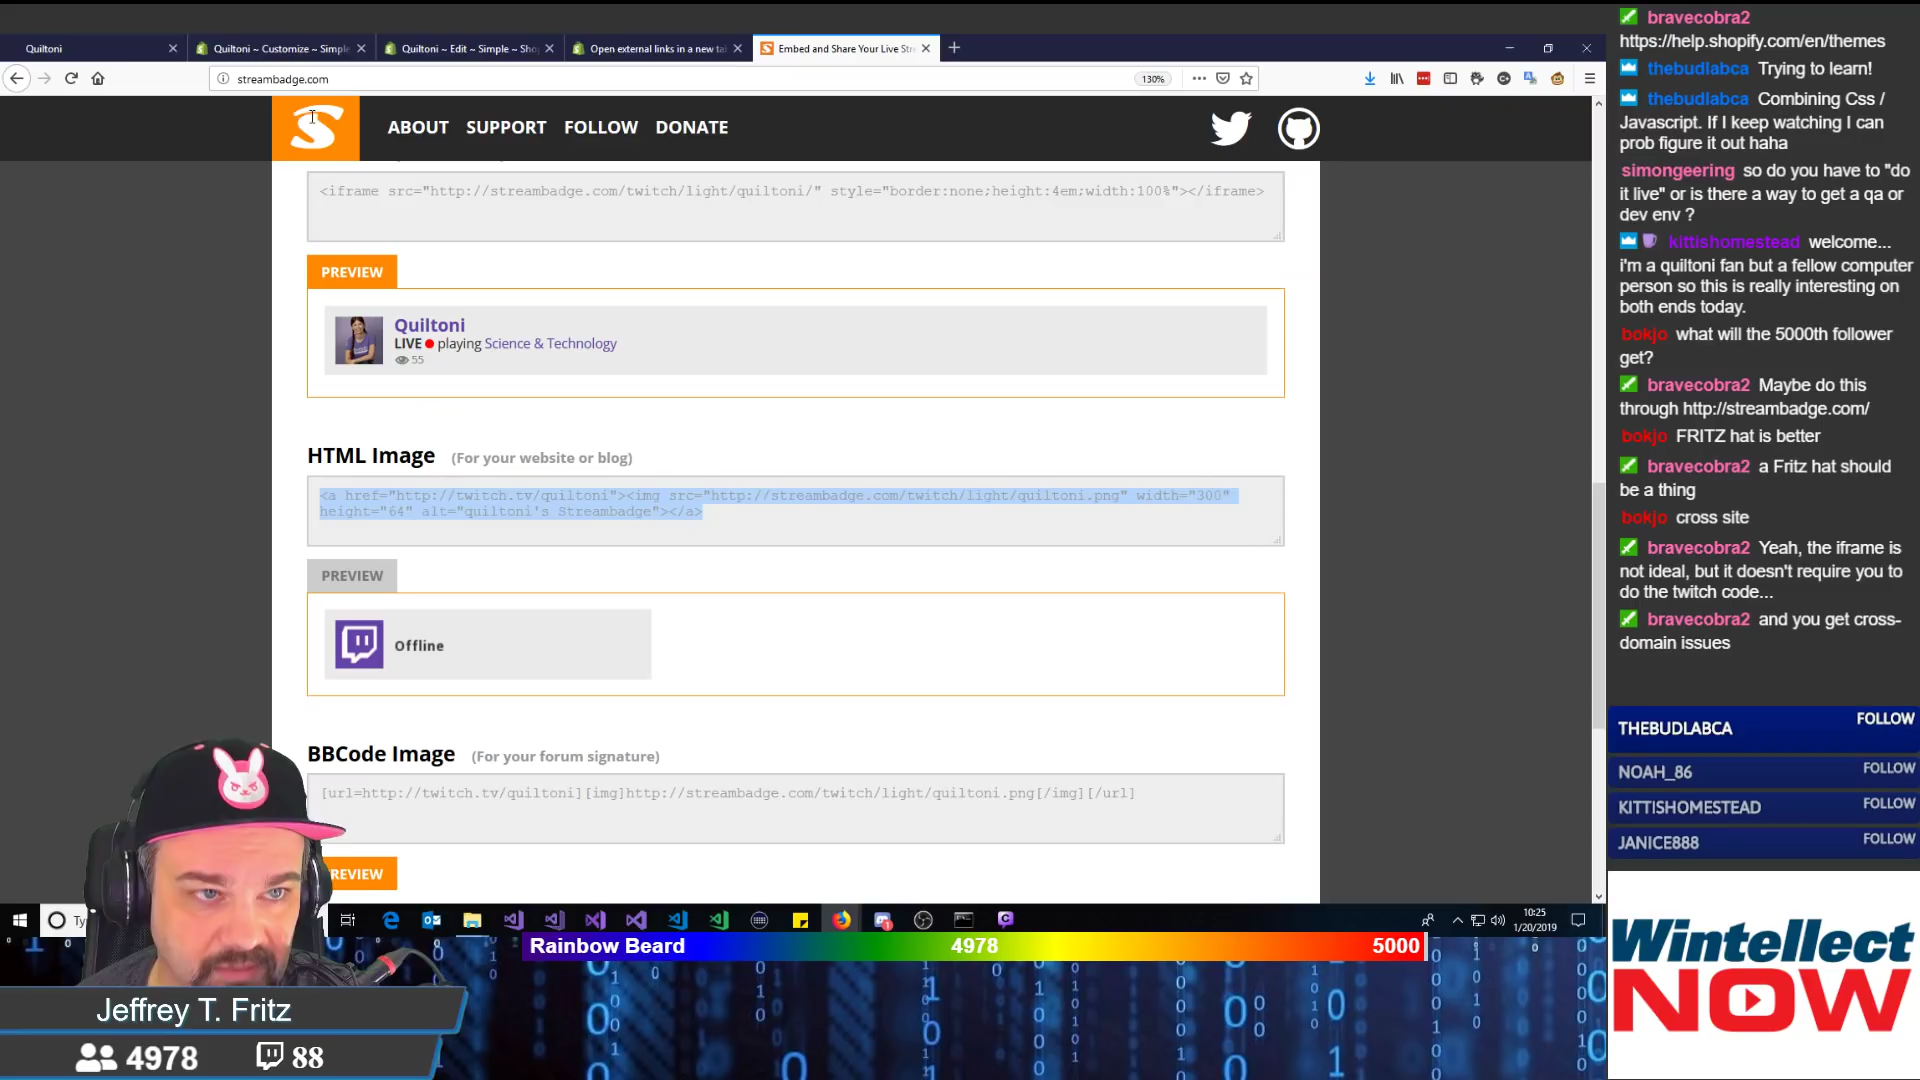 Quiltoni
Quiltoni ~ Customize ~ Simple
Quiltoni ~ Edit ~ Simple ~ Sho
Open external links in a new ta
Embed and Share Your Live Stre
streambadge.com
130%
S
ABOUT
SUPPORT
FOLLOW
DONATE
<iframe src="http://streambadge.com/twitch/light/quiltoni/" style="border:none;height:4em;width:100%"></iframe>
PREVIEW
Quiltoni
LIVE playing Science & Technology
55
HTML Image (For your website or blog)
<a href="http://twitch.tv/quiltoni"><img src="http://streambadge.com/twitch/light/quiltoni.png" width="300"
height="64" alt="quiltoni's Streambadge"></a>
PREVIEW
Offline
BBCode Image (For your forum signature)
[url=http://twitch.tv/quiltoni][img]http://streambadge.com/twitch/light/quiltoni.png[/img][/url]
PREVIEW
10:25
1/20/2019
Rainbow Beard
4978
5000
Jeffrey T. Fritz
4978
88
bravecobra2
https://help.shopify.com/en/themes
thebudlabca Trying to learn!
thebudlabca Combining Css /
Javascript. If I keep watching I can
prob figure it out haha
simongeering so do you have to "do
it live" or is there a way to get a qa or
dev env ?
kittishomestead welcome...
i'm a quiltoni fan but a fellow computer
person so this is really interesting on
both ends today.
bokjo what will the 5000th follower
get?
bravecobra2 Maybe do this
through http://streambadge.com/
bokjo FRITZ hat is better
bravecobra2 a Fritz hat should
be a thing
bokjo cross site
bravecobra2 Yeah, the iframe is
not ideal, but it doesn't require you to
do the twitch code...
bravecobra2 and you get cross-
domain issues
THEBUDLABCA FOLLOW
NOAH_86 FOLLOW
KITTISHOMESTEAD FOLLOW
JANICE888 FOLLOW
Wintellect
NOW